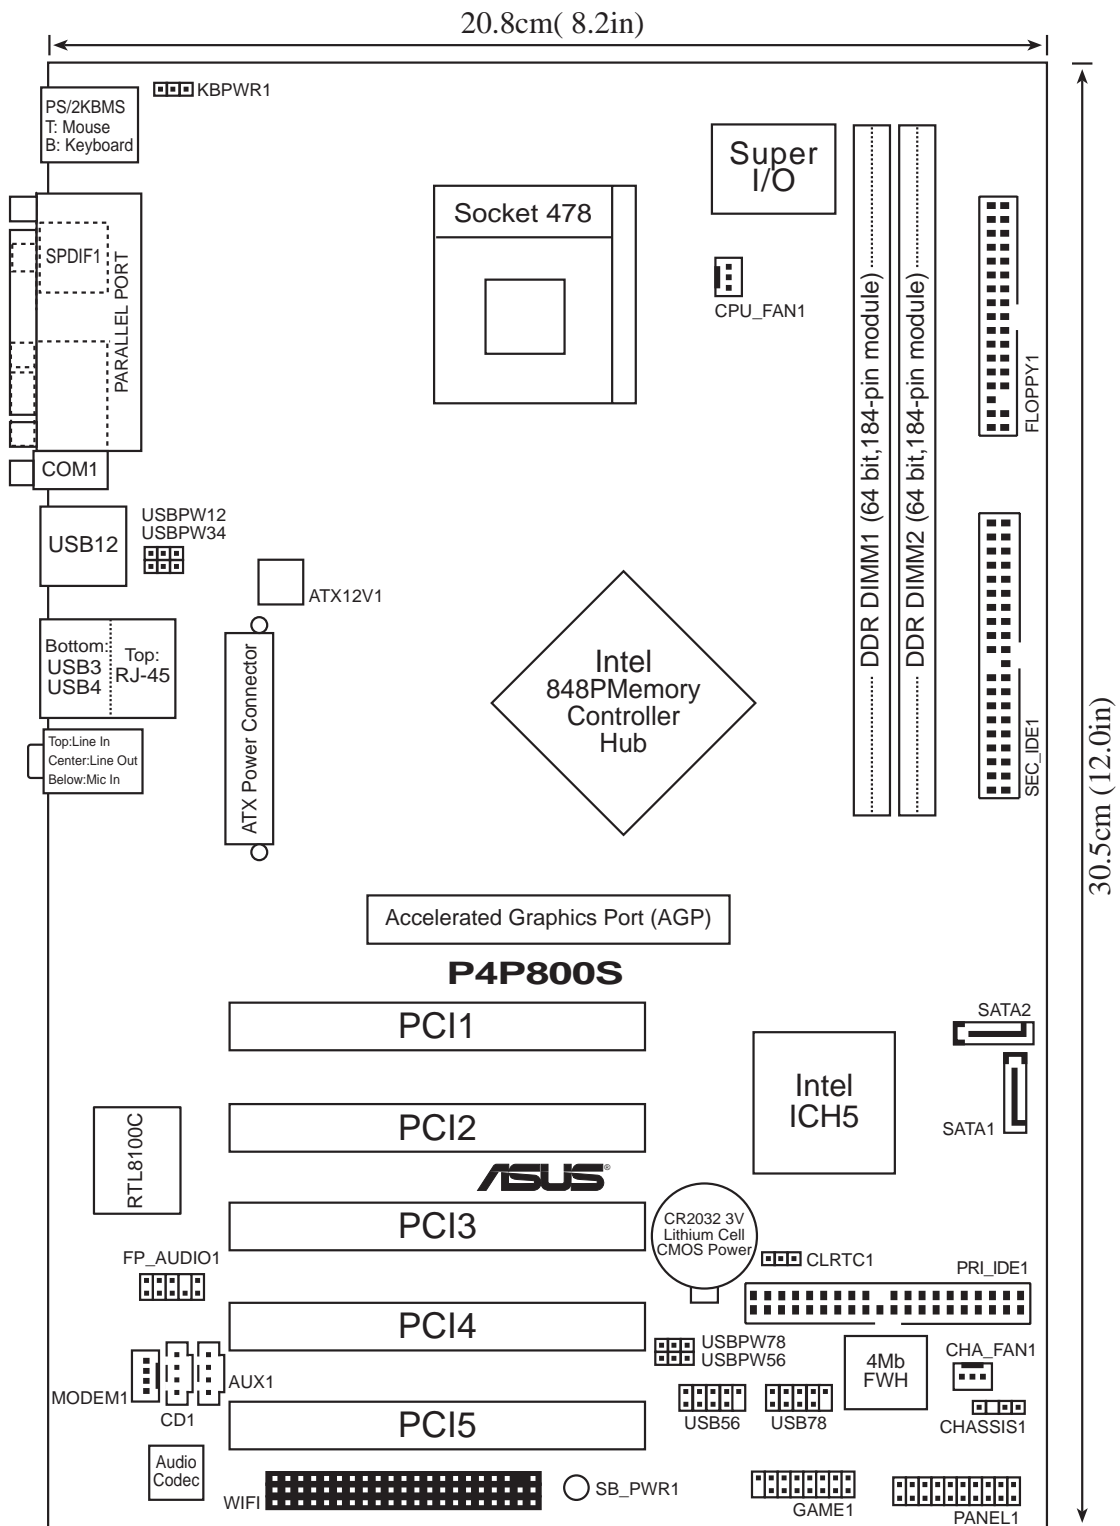 20.8cm( 8.2in)
KBPWR1
PS/2KBMS
T: Mouse
B: Keyboard
Super
I/O
Socket 478
SPDIF1
PARALLEL PORT
CPU_FAN1
DDR DIMM1 (64 bit,184-pin module)
DDR DIMM2 (64 bit,184-pin module)
FLOPPY1
COM1
USBPW12
USBPW34
USB12
ATX12V1
Bottom:
USB3
USB4
Top:
RJ-45
Intel
848PMemory
Controller
Hub
ATX Power Connector
SEC_IDE1
30.5cm (12.0in)
Top:Line In
Center:Line Out
Below:Mic In
Accelerated Graphics Port (AGP)
P4P800S
PCI1
SATA2
Intel
ICH5
SATA1
PCI2
RTL8100C
ASUS®
PCI3
CR2032 3V
Lithium Cell
CMOS Power
FP_AUDIO1
CLRTC1
PRI_IDE1
PCI4
USBPW78
USBPW56
4Mb
FWH
CHA_FAN1
MODEM1
CD1
AUX1
PCI5
USB56
USB78
CHASSIS1
Audio
Codec
WIFI
SB_PWR1
GAME1
PANEL1